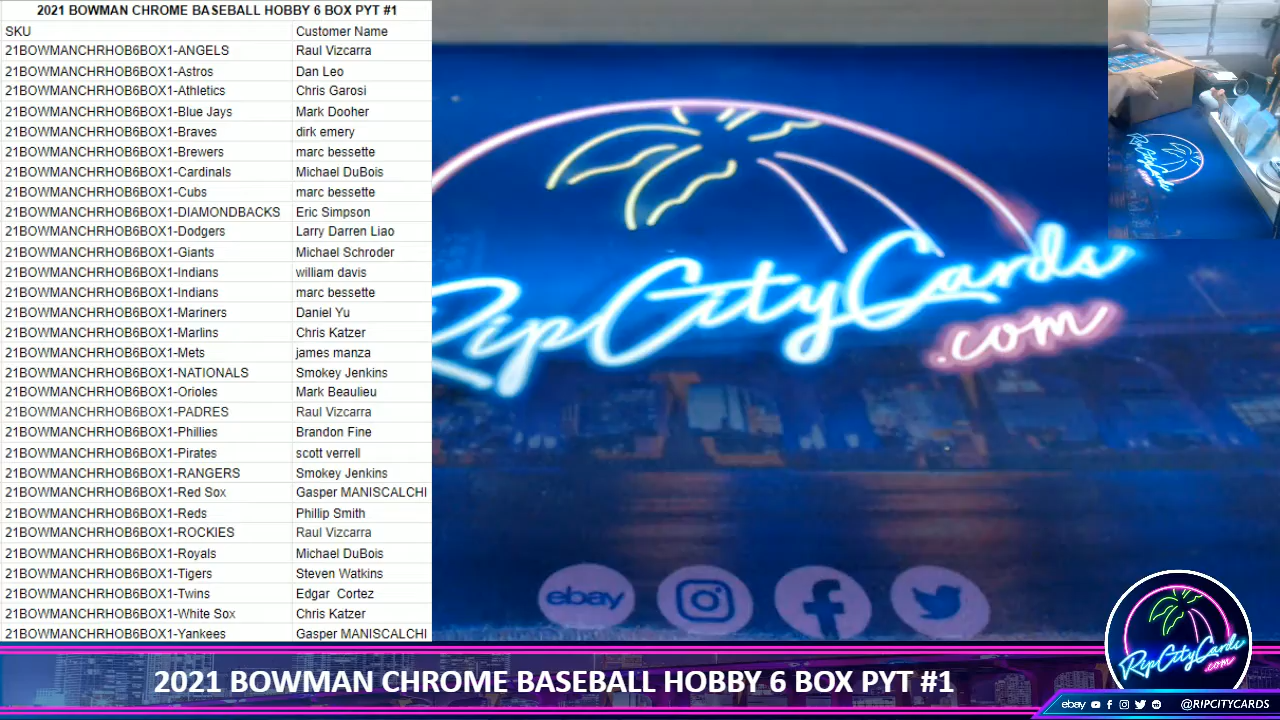 2021 BOWMAN CHROME BASEBALL HOBBY 6 BOX PYT #1
SKU Customer Name
21BOWMANCHRHOB6BOX1-ANGELS Raul Vizcarra
21BOWMANCHRHOB6BOX1-Astros Dan Leo
21BOWMANCHRHOB6BOX1-Athletics Chris Garosi
21BOWMANCHRHOB6BOX1-Blue Jays Mark Dooher
21BOWMANCHRHOB6BOX1-Braves dirk emery
21BOWMANCHRHOB6BOX1-Brewers marc bessette
21BOWMANCHRHOB6BOX1-Cardinals Michael DuBois
21BOWMANCHRHOB6BOX1-Cubs marc bessette
21BOWMANCHRHOB6BOX1-DIAMONDBACKS Eric Simpson
21BOWMANCHRHOB6BOX1-Dodgers Larry Darren Liao
21BOWMANCHRHOB6BOX1-Giants Michael Schroder
21BOWMANCHRHOB6BOX1-Indians william davis
21BOWMANCHRHOB6BOX1-Indians marc bessette
21BOWMANCHRHOB6BOX1-Mariners Daniel Yu
21BOWMANCHRHOB6BOX1-Marlins Chris Katzer
21BOWMANCHRHOB6BOX1-Mets james manza
21BOWMANCHRHOB6BOX1-NATIONALS Smokey Jenkins
21BOWMANCHRHOB6BOX1-Orioles Mark Beaulieu
21BOWMANCHRHOB6BOX1-PADRES Raul Vizcarra
21BOWMANCHRHOB6BOX1-Phillies Brandon Fine
21BOWMANCHRHOB6BOX1-Pirates scott verrell
21BOWMANCHRHOB6BOX1-RANGERS Smokey Jenkins
21BOWMANCHRHOB6BOX1-Red Sox Gasper MANISCALCHI
21BOWMANCHRHOB6BOX1-Reds Phillip Smith
21BOWMANCHRHOB6BOX1-ROCKIES Raul Vizcarra
21BOWMANCHRHOB6BOX1-Royals Michael DuBois
21BOWMANCHRHOB6BOX1-Tigers Steven Watkins
21BOWMANCHRHOB6BOX1-Twins Edgar Cortez
21BOWMANCHRHOB6BOX1-White Sox Chris Katzer
21BOWMANCHRHOB6BOX1-Yankees Gasper MANISCALCHI
RipCityCards
.com
RipCityCards
.com
ebay
2021 BOWMAN CHROME BASEBALL HOBBY 6 BOX PYT #1
RipCityCards
.com
ebay @RIPCITYCARDS